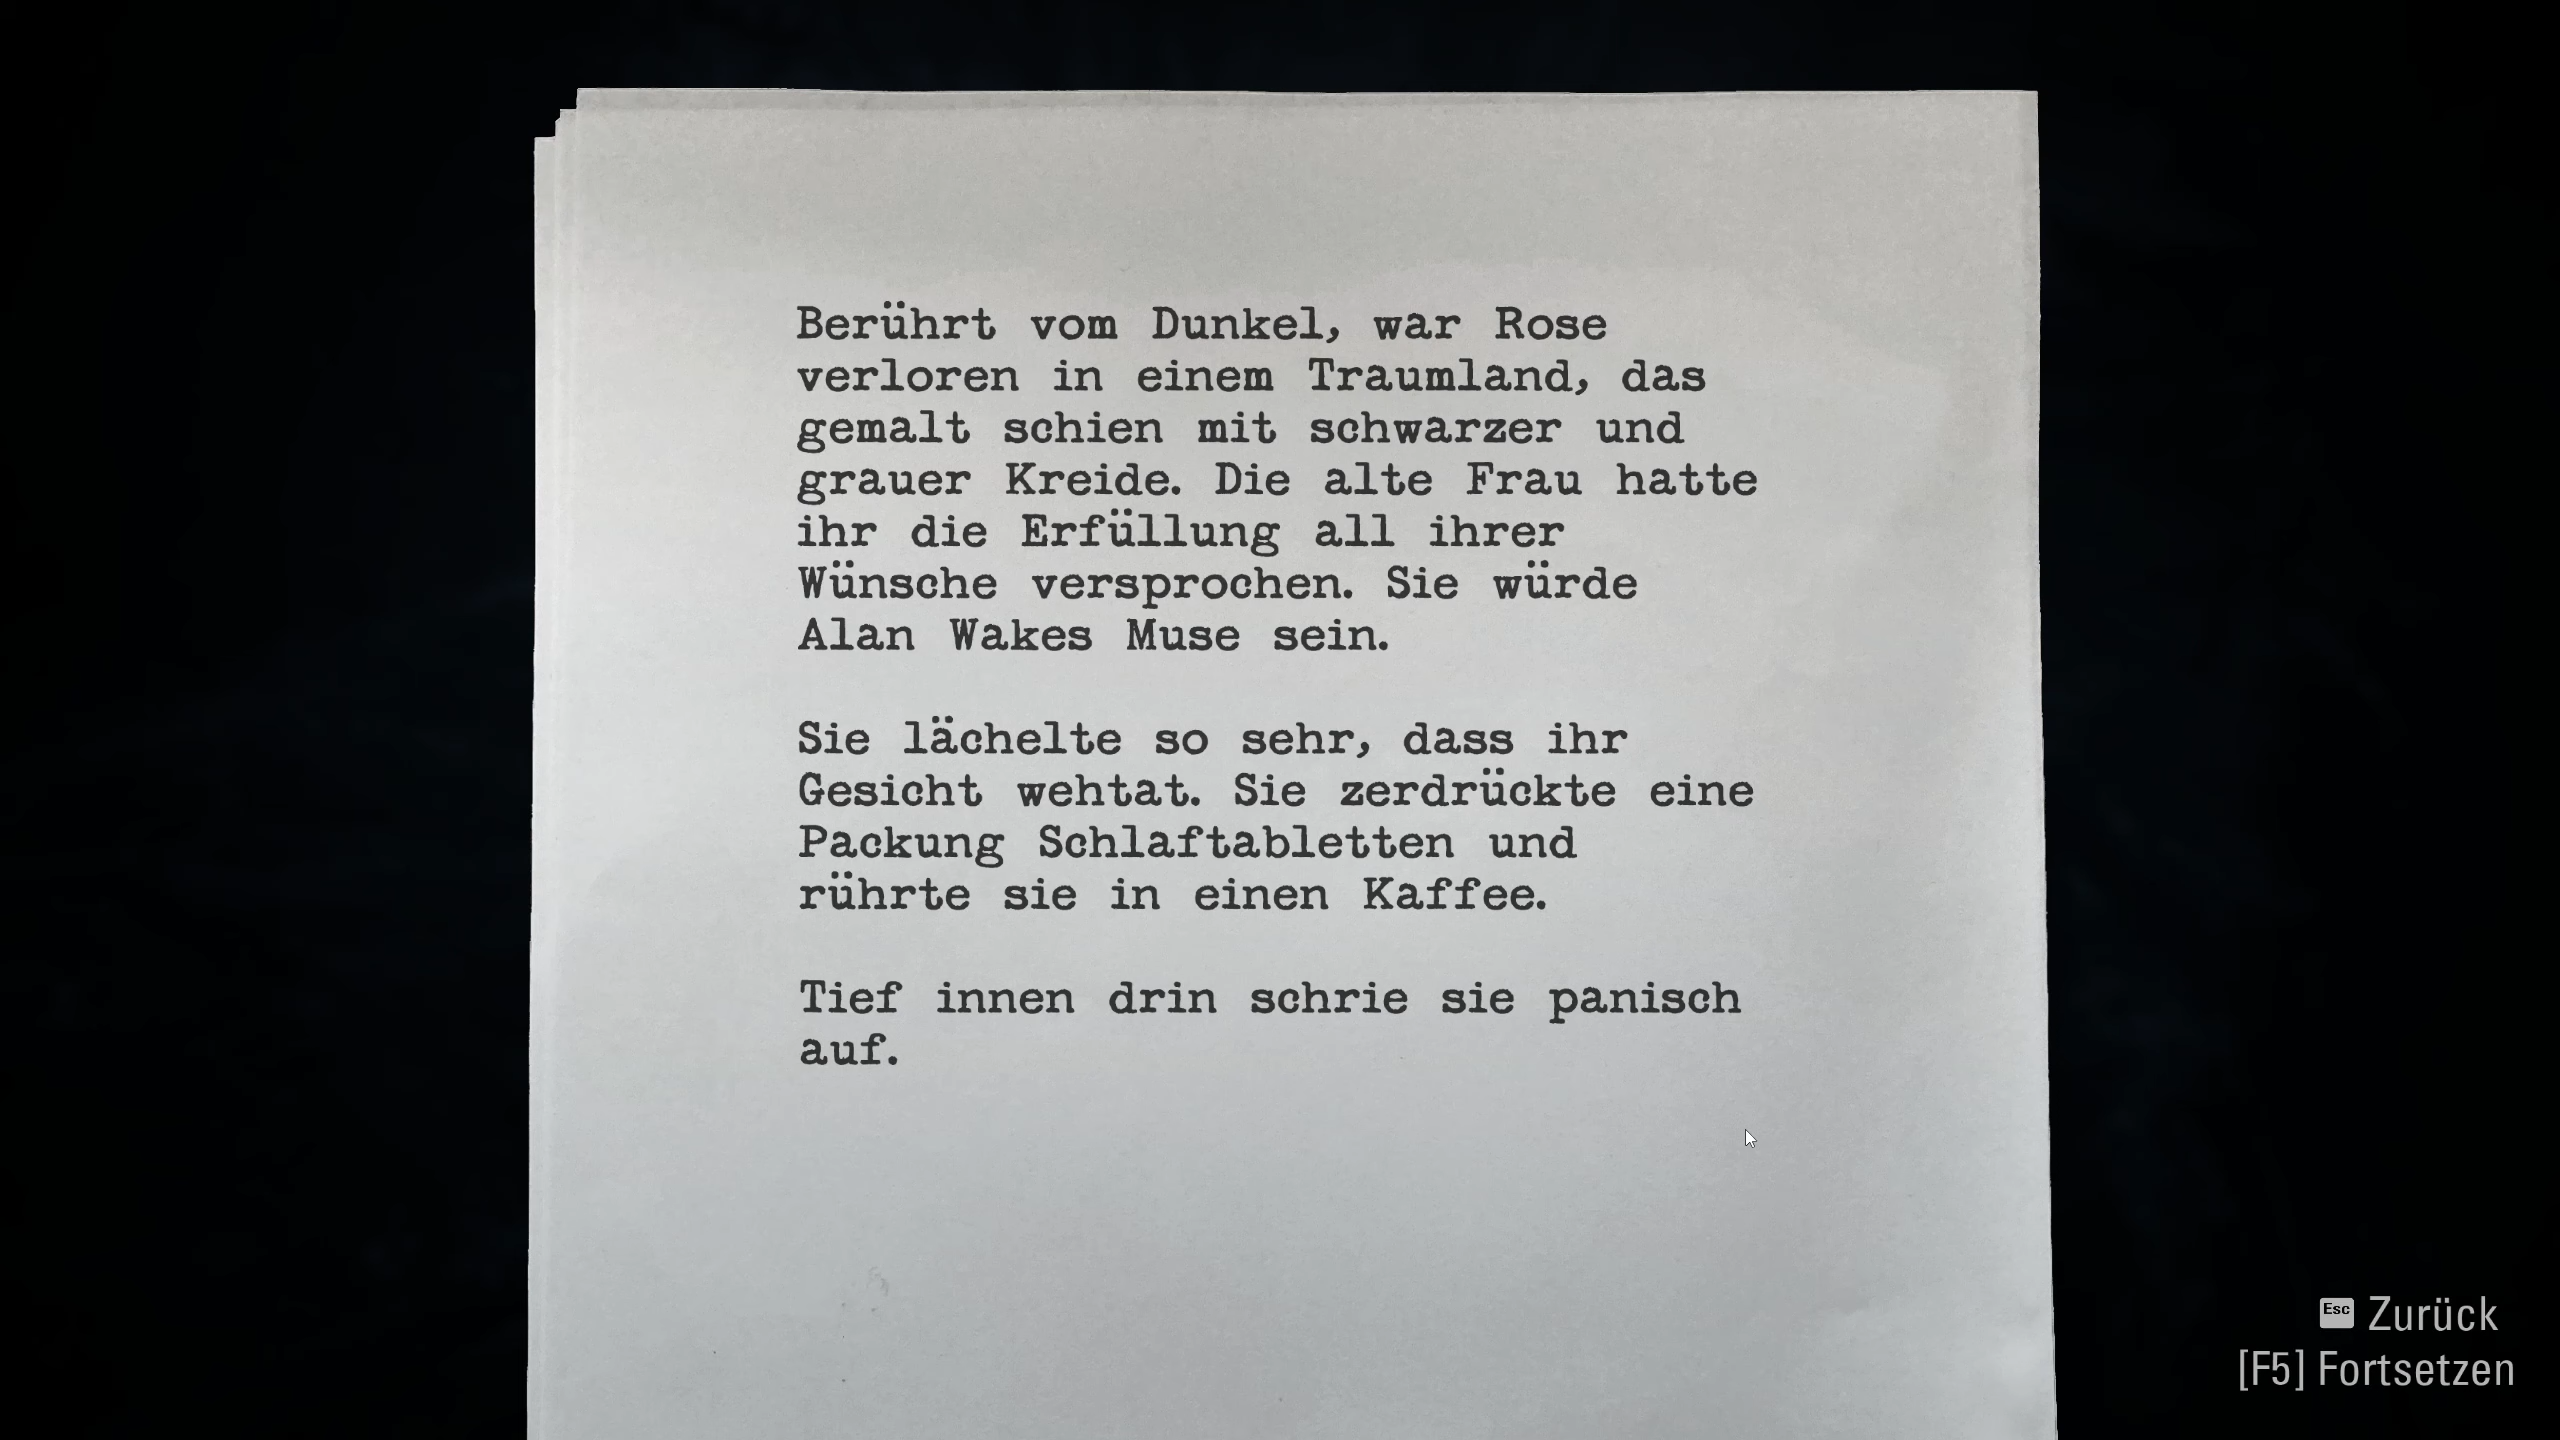 Berührt vom Dunkel, war Rose
verloren in einem Traumland, das
gemalt schien mit schwarzer und
grauer Kreide. Die alte Frau hatte
ihr die Erfüllung all ihrer
Wünsche versprochen. Sie würde
Alan Wakes Muse sein.
Sie lächelte so sehr, dass ihr
Gesicht wehtat. Sie zerdrückte eine
Packung Schlaftabletten und
rührte sie in einen Kaffee.
Tief innen drin schrie sie panisch
auf.
Esc Zurück
[F5] Fortsetzen